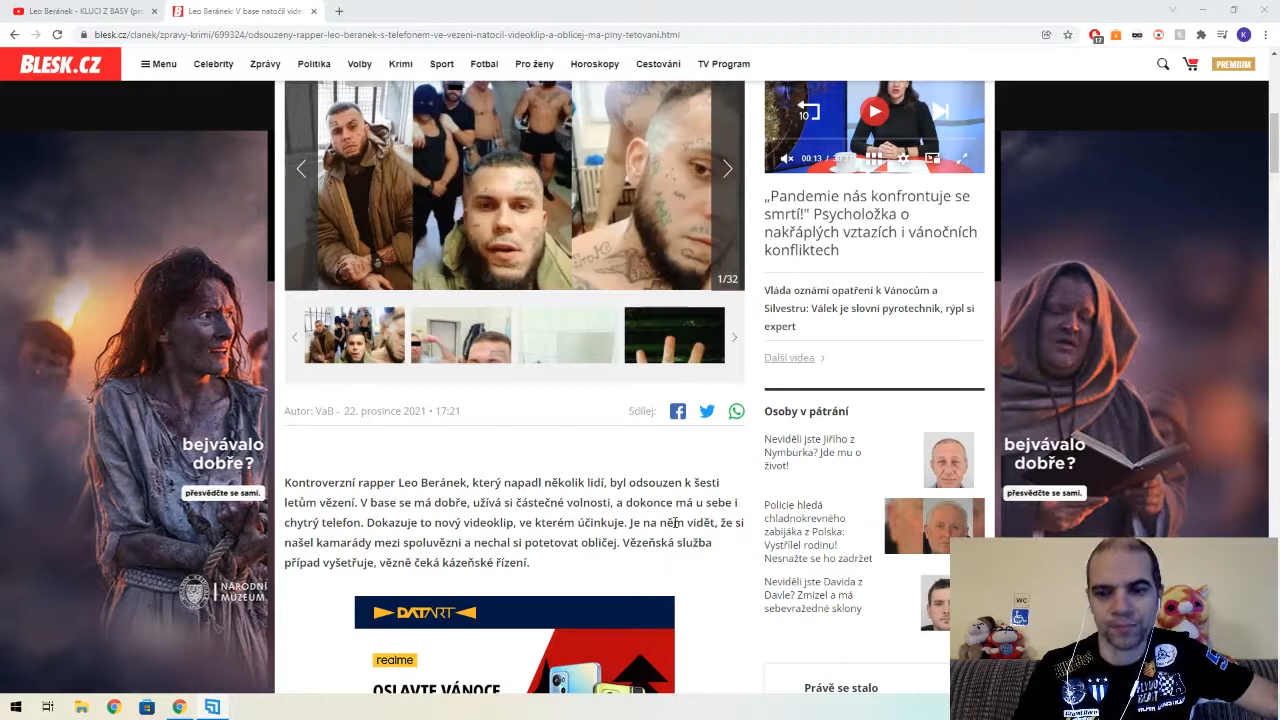 Leo Beránek - KLUCI Z BASY (pro
Leo Beránek: V base natočil vide
blesk.cz/clanek/zpravy-krimi/699324/odsouzeny-rapper-leo-beranek-s-telefonem-ve-vezeni-natocil-videoklip-a-oblicej-ma-plny-tetovani.html
17
K
BLESK.CZ
Menu Celebrity Zprávy Politika Volby Krimi Sport Fotbal Pro ženy Horoskopy Cestování TV Program
PREMIUM
10
00:13
1/32
„Pandemie nás konfrontuje se
smrtí!" Psycholožka o
nakřáplých vztazích i vánočních
konfliktech
Vláda oznámí opatření k Vánocům a
Silvestru: Válek je slovní pyrotechnik, rýpl si
expert
Další videa
Autor: VaB - 22. prosince 2021 • 17:21
Sdílej:
Osoby v pátrání
Neviděli jste Jiřího z
Nymburka? Jde mu o
život!
Policie hledá
chladnokrevného
zabijáka z Polska:
Vystřílel rodinu!
Nesnažte se ho zadržet
Neviděli jste Davida z
Davle? Zmizel a má
sebevražedné sklony
Právě se stalo
Kontroverzní rapper Leo Beránek, který napadl několik lidí, byl odsouzen k šesti
letům vězení. V base se má dobře, užívá si částečné volnosti, a dokonce má u sebe i
chytrý telefon. Dokazuje to nový videoklip, ve kterém účinkuje. Je na něm vidět, že si
našel kamarády mezi spoluvězni a nechal si potetovat obličej. Vězeňská služba
případ vyšetřuje, vězně čeká kázeňské řízení.
DATART
realme
OSLAVTE VÁNOCE
bejvávalo
dobře?
přesvědčte se sami.
NÁRODNÍ
MUZEUM
bejvávalo
dobře?
přesvědčte se sami.
WC